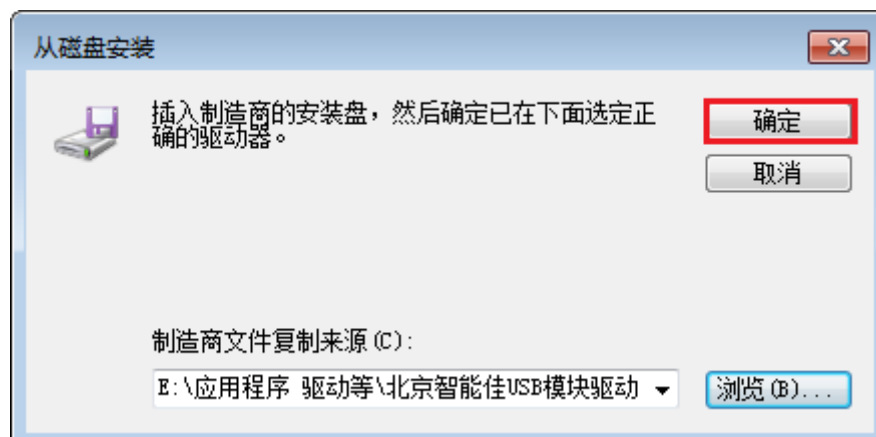 从磁盘安装
插入制造商的安装盘，然后确定已在下面选定正
确的驱动器。
确定
取消
制造商文件复制来源(C):
E:\应用程序 驱动等\北京智能佳USB模块驱动
浏览(B)...